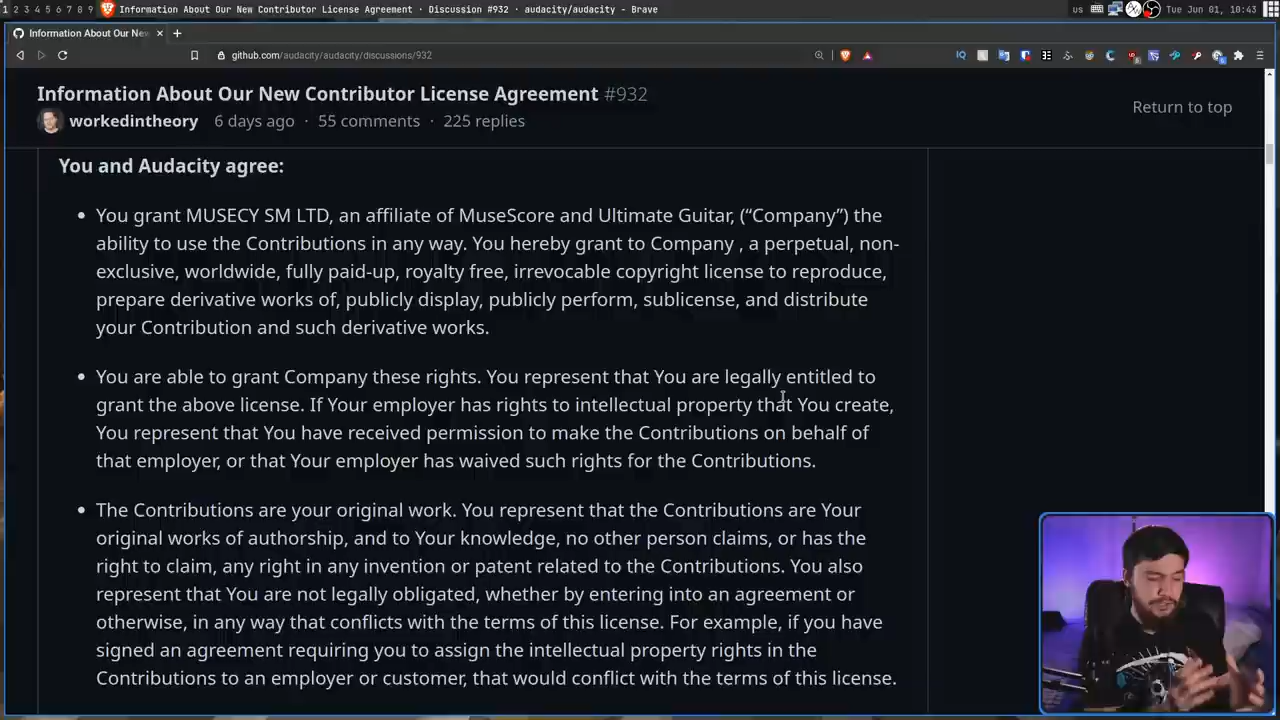 1 2 3 4 5 6 7 8 9 Information About Our New Contributor License Agreement · Discussion #932 · audacity/audacity - Brave us Tue Jun 01, 10:43
Information About Our New
github.com/audacity/audacity/discussions/932
Information About Our New Contributor License Agreement #932
workedintheory 6 days ago · 55 comments · 225 replies
Return to top
You and Audacity agree:
• You grant MUSECY SM LTD, an affiliate of MuseScore and Ultimate Guitar, (“Company”) the
ability to use the Contributions in any way. You hereby grant to Company , a perpetual, non-
exclusive, worldwide, fully paid-up, royalty free, irrevocable copyright license to reproduce,
prepare derivative works of, publicly display, publicly perform, sublicense, and distribute
your Contribution and such derivative works.
• You are able to grant Company these rights. You represent that You are legally entitled to
grant the above license. If Your employer has rights to intellectual property that You create,
You represent that You have received permission to make the Contributions on behalf of
that employer, or that Your employer has waived such rights for the Contributions.
• The Contributions are your original work. You represent that the Contributions are Your
original works of authorship, and to Your knowledge, no other person claims, or has the
right to claim, any right in any invention or patent related to the Contributions. You also
represent that You are not legally obligated, whether by entering into an agreement or
otherwise, in any way that conflicts with the terms of this license. For example, if you have
signed an agreement requiring you to assign the intellectual property rights in the
Contributions to an employer or customer, that would conflict with the terms of this license.